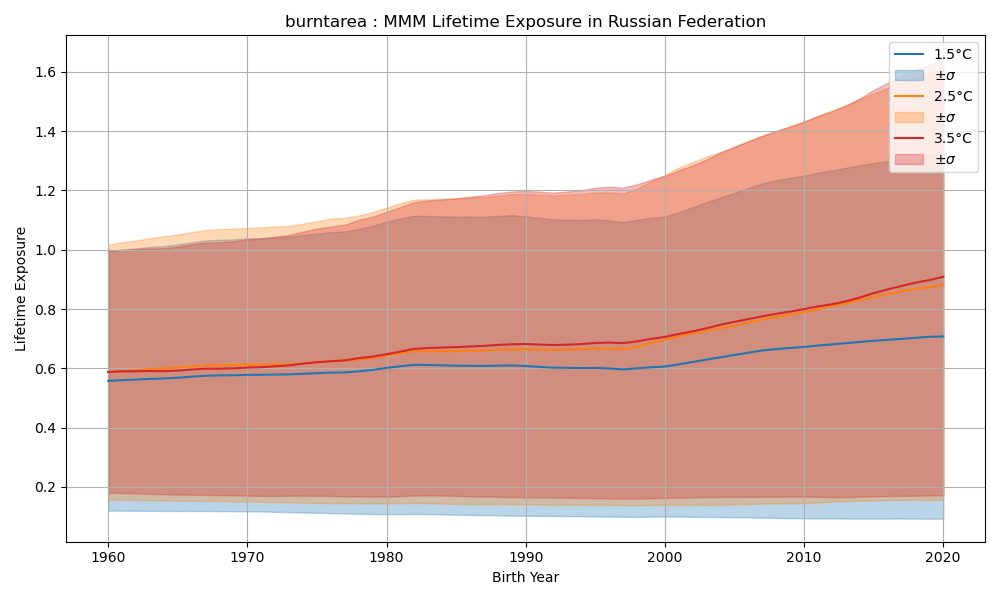 burntarea : MMM Lifetime Exposure in Russian Federation
1.5°C
±σ
2.5°C
±σ
3.5°C
±σ
Lifetime Exposure
1.6
1.4
1.2
1.0
0.8
0.6
0.4
0.2
1960 1970 1980 1990 2000 2010 2020
Birth Year